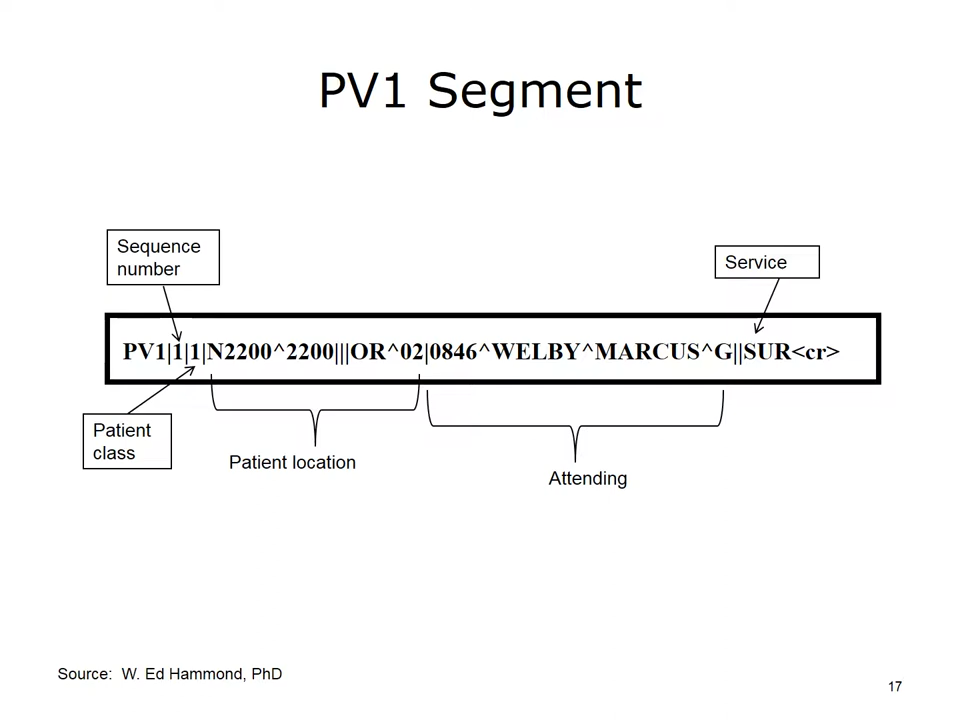 PV1 Segment
Sequence
number
Service
PV1|1|1|N2200^2200|||OR^02|0846^WELBY^MARCUS^G||SUR<cr>
Patient
class
Patient location
Attending
Source:  W. Ed Hammond, PhD
17